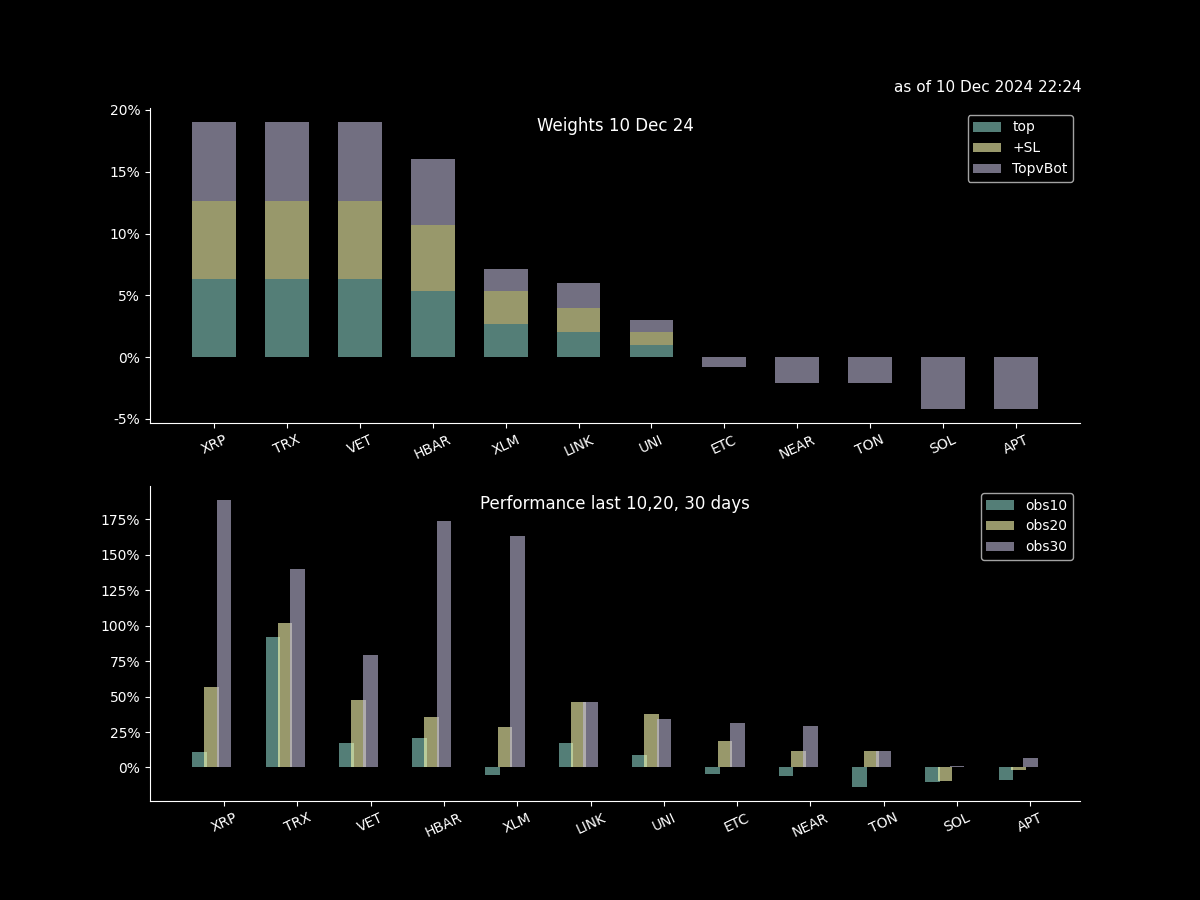 as of 10 Dec 2024 22:24
Weights 10 Dec 24
top
+SL
TopvBot
20%
15%
10%
5%
0%
-5%
XRP TRX VET HBAR XLM LINK UNI ETC NEAR TON SOL APT
Performance last 10,20, 30 days
obs10
obs20
obs30
175%
150%
125%
100%
75%
50%
25%
0%
XRP TRX VET HBAR XLM LINK UNI ETC NEAR TON SOL APT